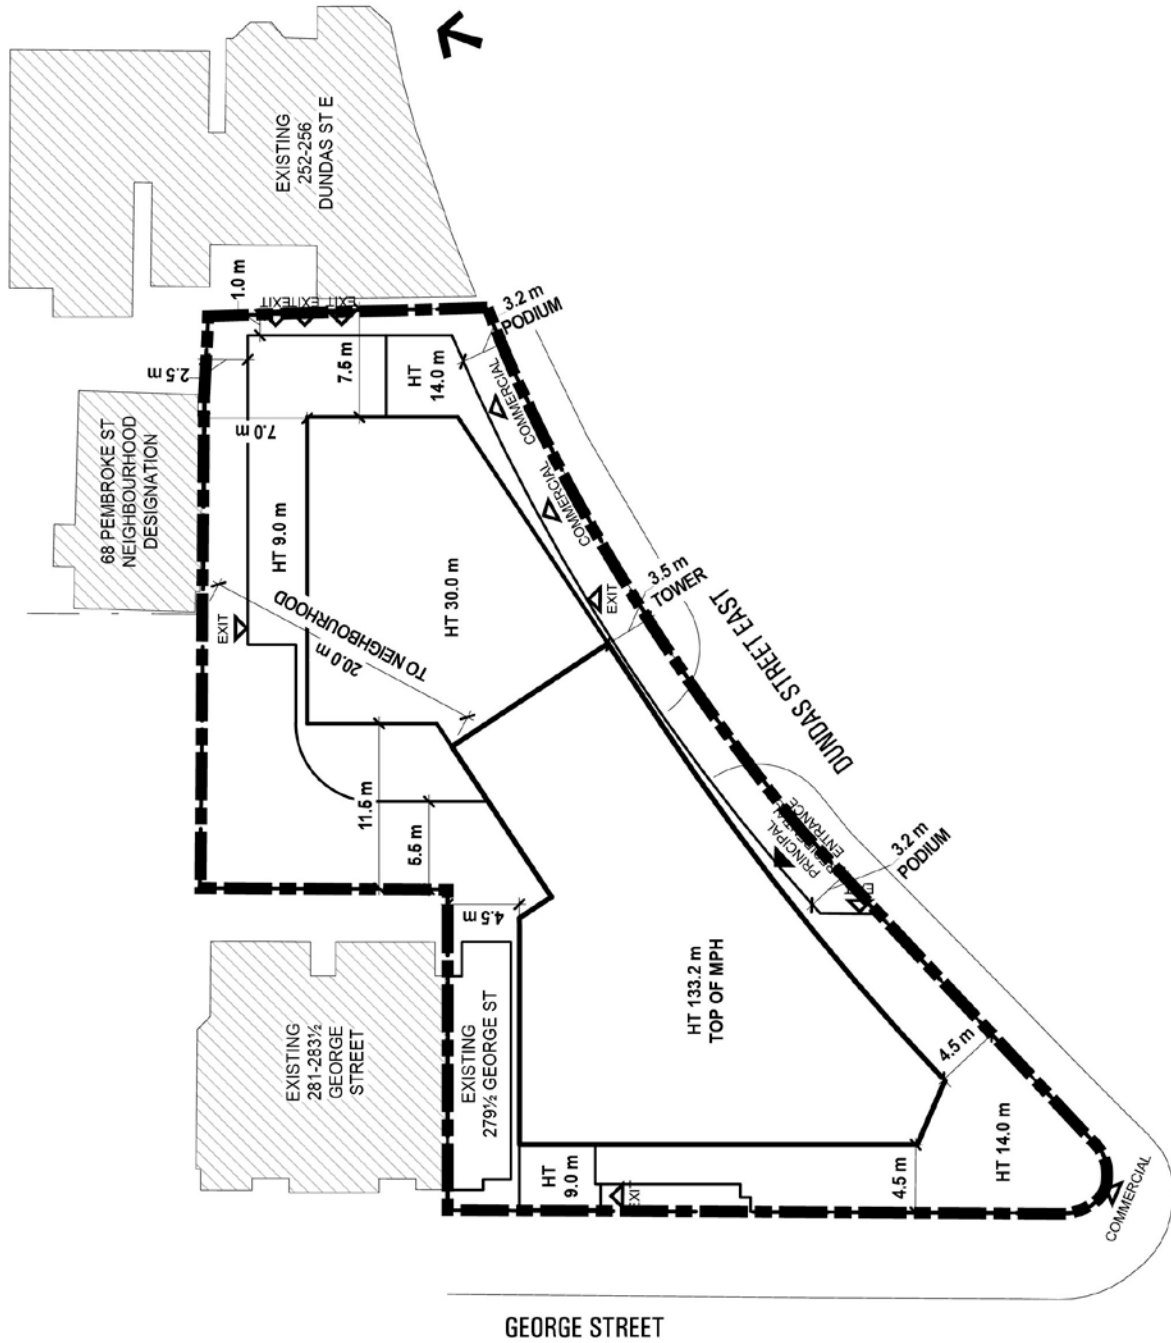 EXISTING
252-256
DUNDAS ST E
1.0 m
EXIT
EXIT
EXIT
EXIT
3.2 m
PODIUM
2.5 m
68 PEMBROKE ST
NEIGHBOURHOOD
DESIGNATION
7.5 m
HT
14.0 m
7.0 m
COMMERCIAL
COMMERCIAL
HT 9.0 m
HT 30.0 m
EXIT
3.5 m
TOWER
EXIT
20.0 m
TO NEIGHBOURHOOD
DUNDAS STREET EAST
11.5 m
5.5 m
PRINCIPAL
RESIDENTIAL
ENTRANCE
3.2 m
PODIUM
EXIT
4.5 m
EXISTING
281-283½
GEORGE
STREET
EXISTING
279½ GEORGE ST
HT 133.2 m
TOP OF MPH
4.5 m
HT
9.0 m
EXIT
4.5 m
HT 14.0 m
COMMERCIAL
GEORGE STREET